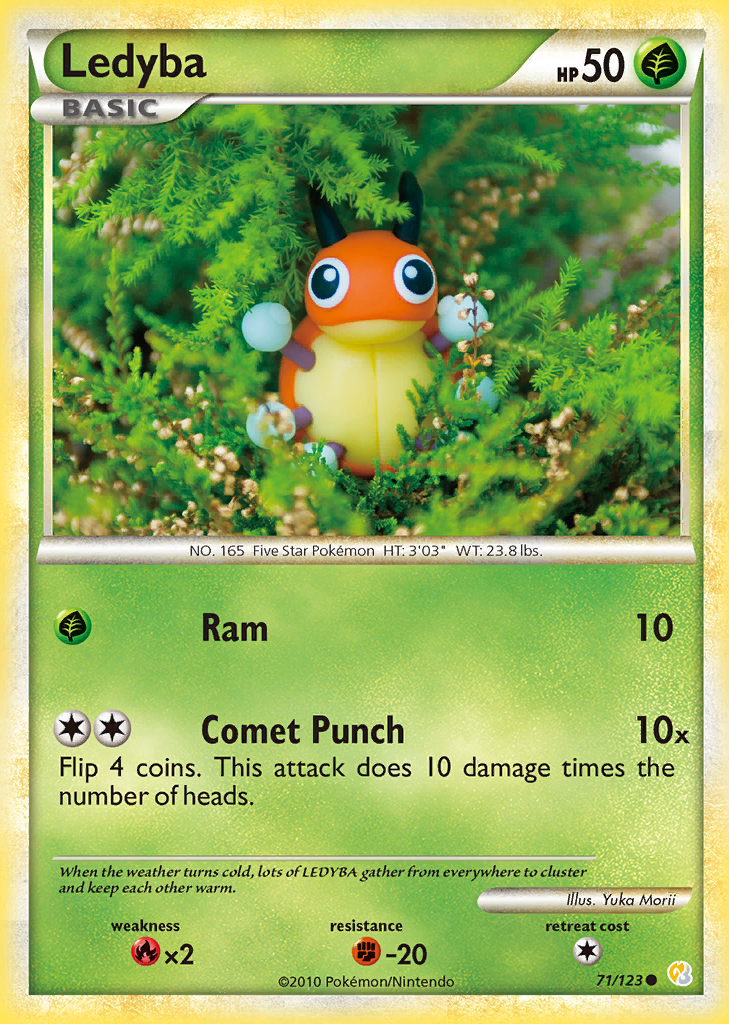 Ledyba
HP 50
BASIC
NO. 165 Five Star Pokémon HT: 3'03" WT: 23.8 lbs.
Ram 10
Comet Punch 10x
Flip 4 coins. This attack does 10 damage times the
number of heads.
When the weather turns cold, lots of LEDYBA gather from everywhere to cluster
and keep each other warm.
Illus. Yuka Morii
weakness resistance retreat cost
×2 -20
©2010 Pokémon/Nintendo 71/123